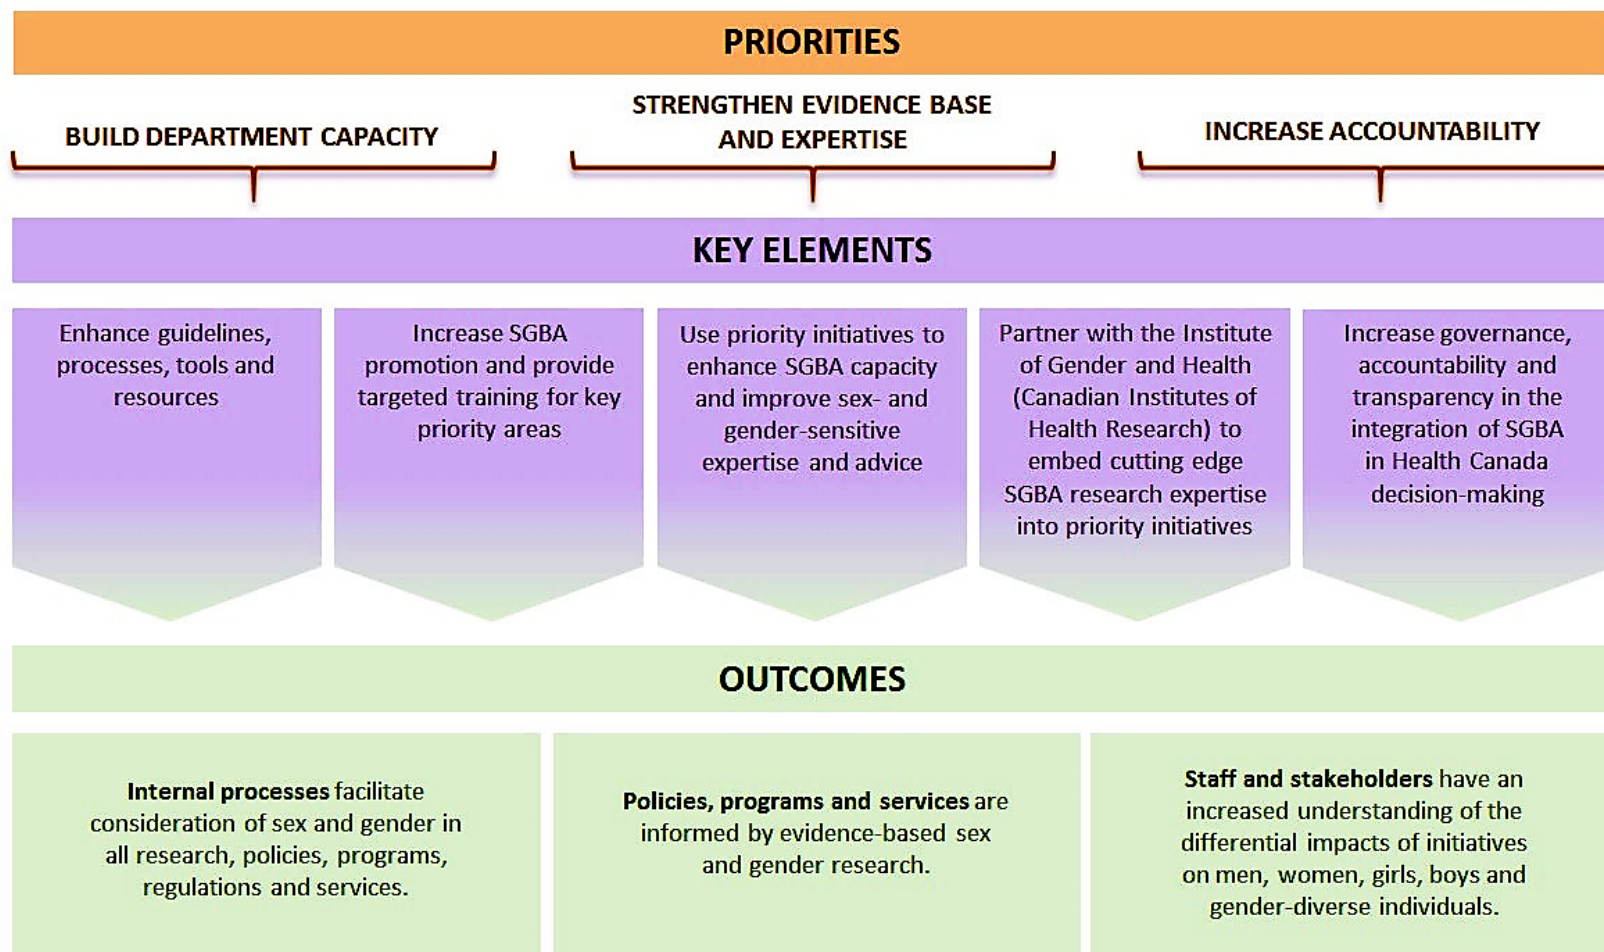 PRIORITIES
BUILD DEPARTMENT CAPACITY
STRENGTHEN EVIDENCE BASE
AND EXPERTISE
INCREASE ACCOUNTABILITY
KEY ELEMENTS
Enhance guidelines,
processes, tools and
resources
Increase SGBA
promotion and provide
targeted training for key
priority areas
Use priority initiatives to
enhance SGBA capacity
and improve sex- and
gender-sensitive
expertise and advice
Partner with the Institute
of Gender and Health
(Canadian Institutes of
Health Research) to
embed cutting edge
SGBA research expertise
into priority initiatives
Increase governance,
accountability and
transparency in the
integration of SGBA
in Health Canada
decision-making
OUTCOMES
Internal processes facilitate
consideration of sex and gender in
all research, policies, programs,
regulations and services.
Policies, programs and services are
informed by evidence-based sex
and gender research.
Staff and stakeholders have an
increased understanding of the
differential impacts of initiatives
on men, women, girls, boys and
gender-diverse individuals.